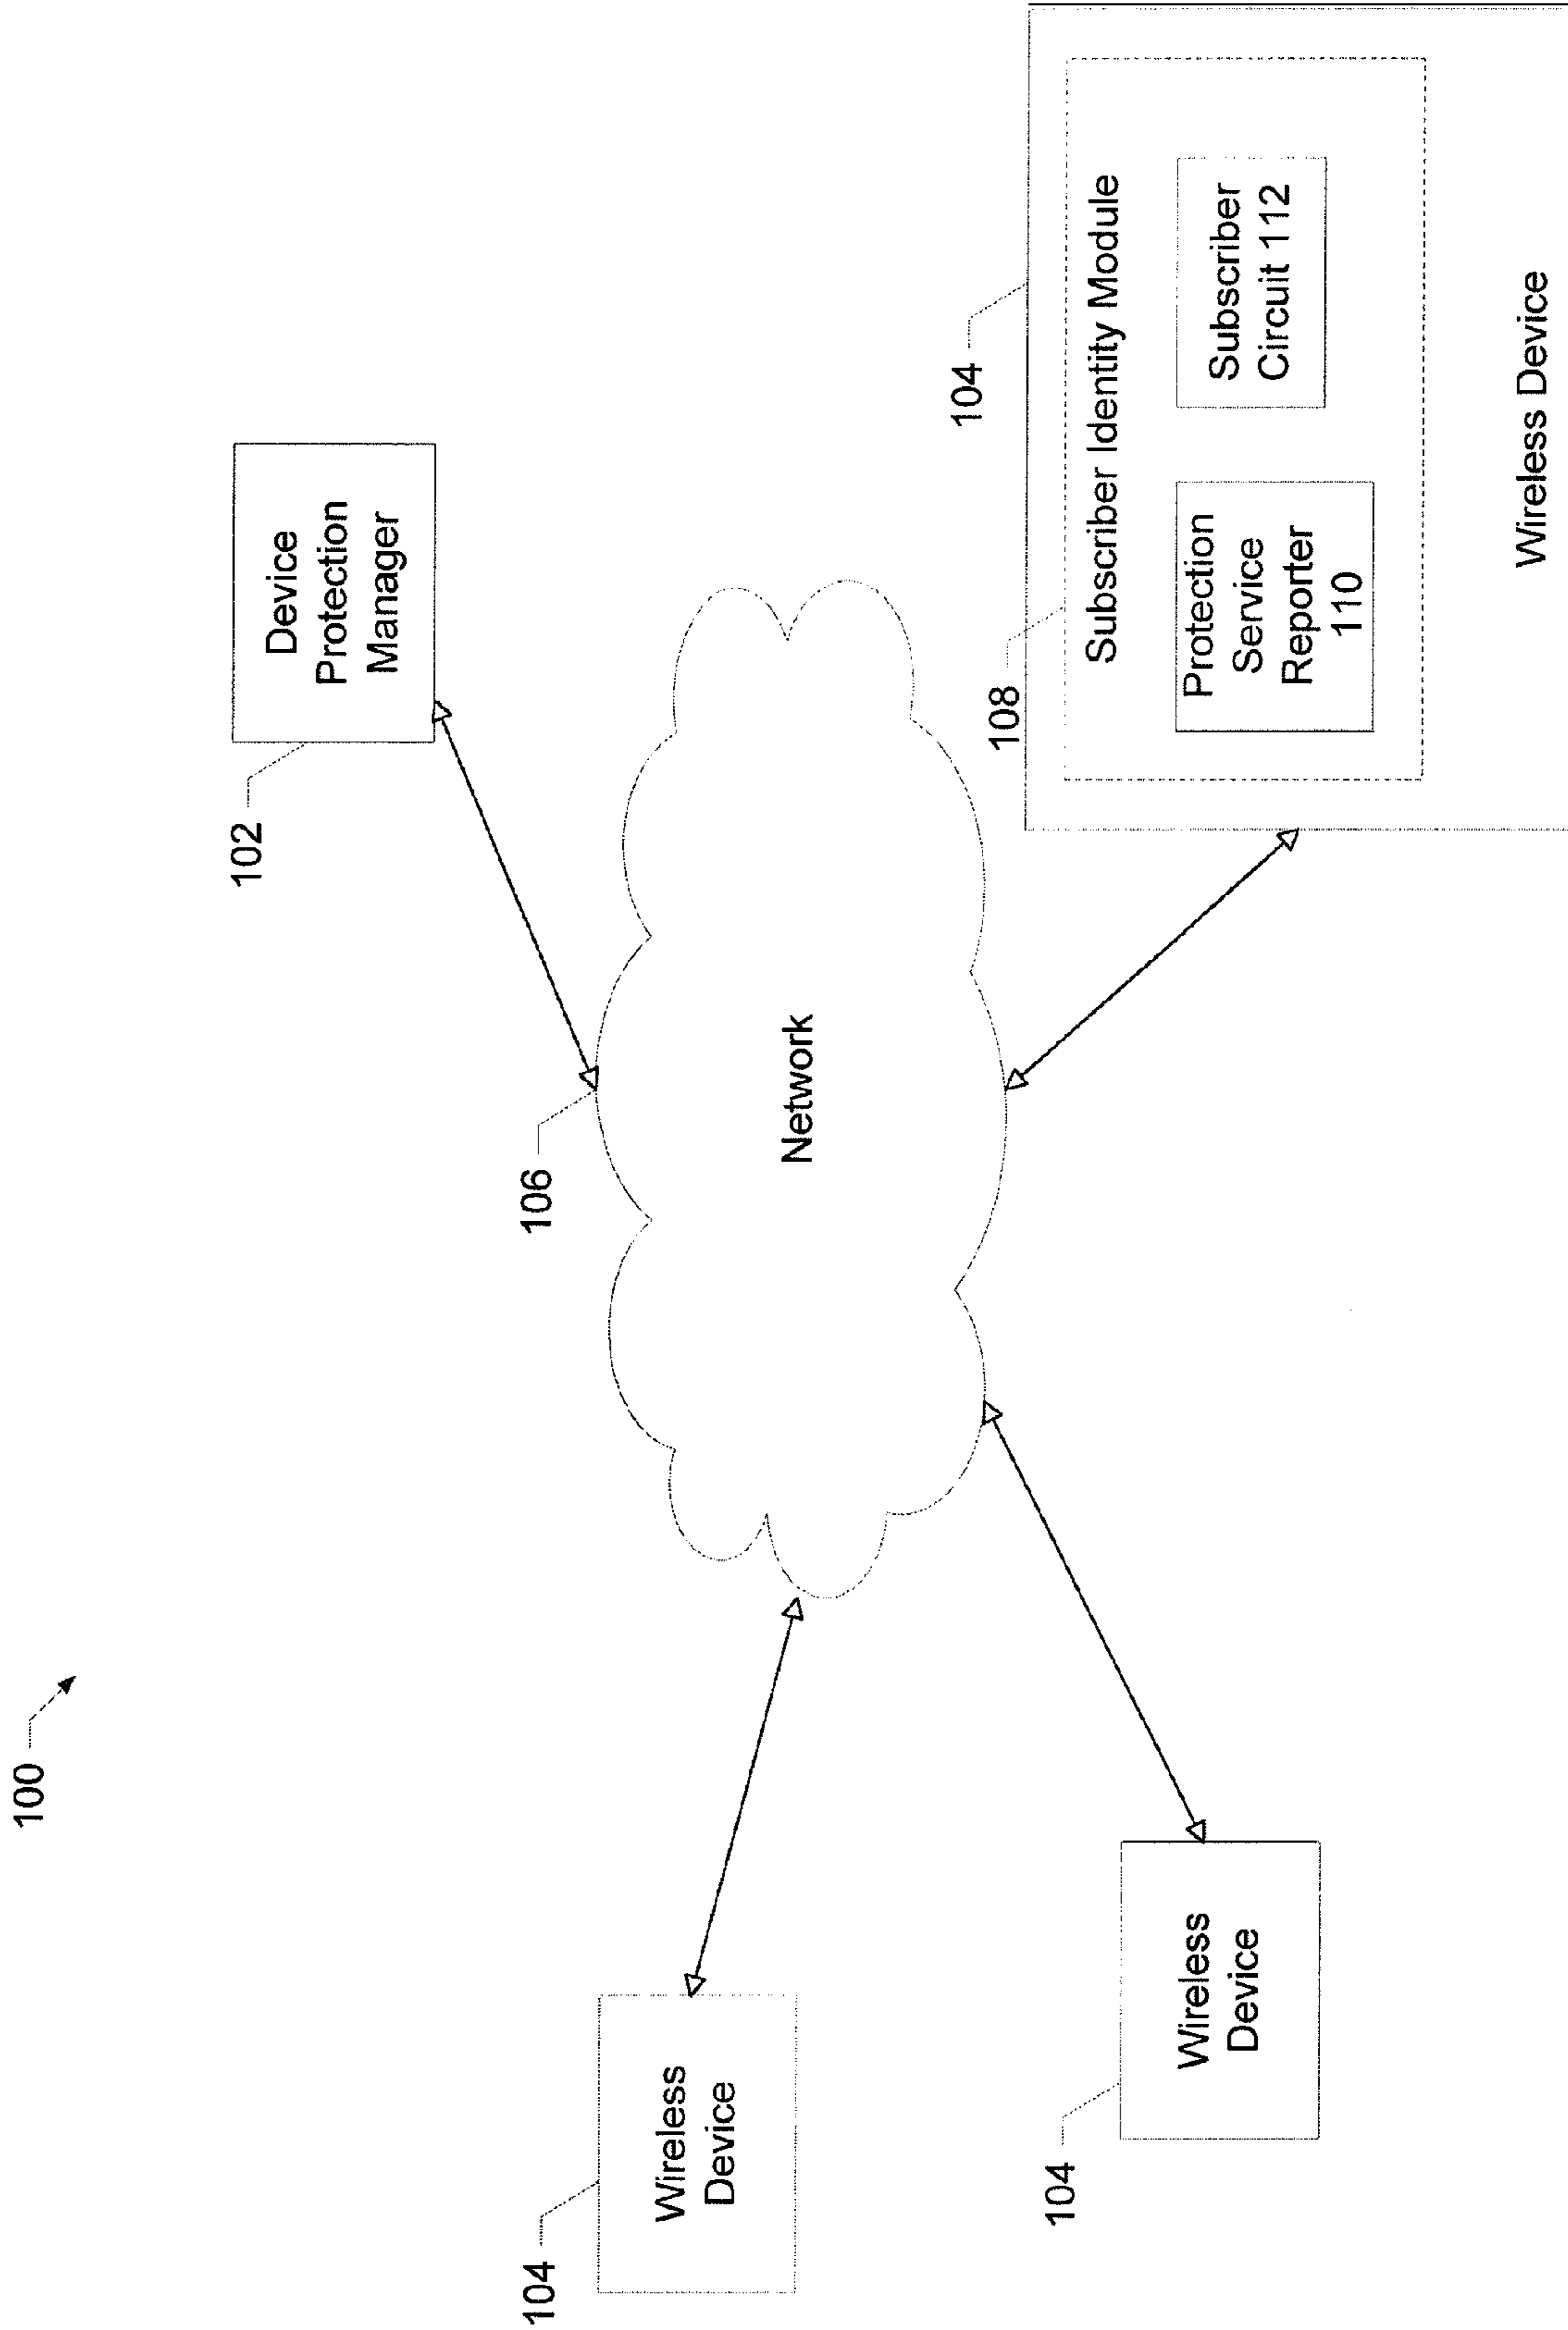 100
102
Device
Protection
Manager
106
Network
104
Wireless
Device
104
Wireless
Device
104
108
Subscriber Identity Module
Protection
Service
Reporter
110
Subscriber
Circuit 112
Wireless Device